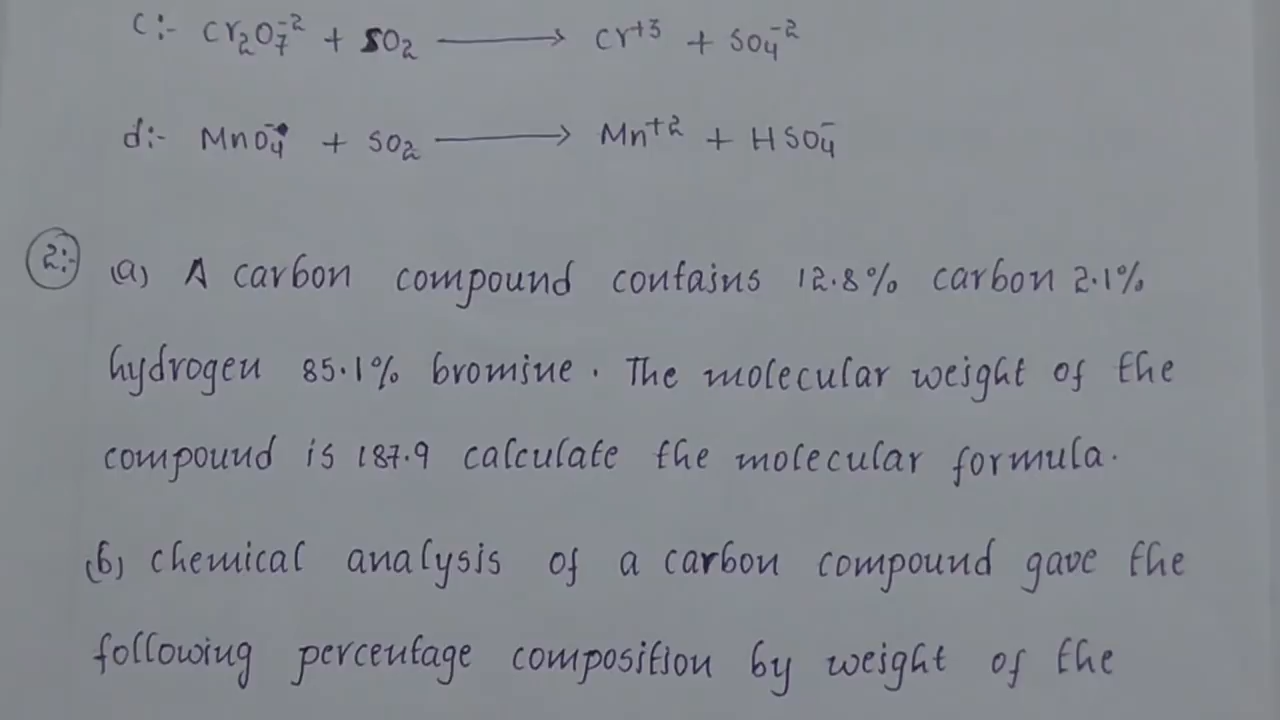 C:- Cr₂O₇⁻² + SO₂ ⟶ Cr⁺³ + SO₄⁻²
d:- MnO₄⁻ + SO₂ ⟶ Mn⁺² + HSO₄⁻
2:- (a) A carbon compound contains 12.8% carbon 2.1%
hydrogen 85.1% bromine. The molecular weight of the
compound is 187.9 calculate the molecular formula.
(b) chemical analysis of a carbon compound gave the
following percentage composition by weight of the